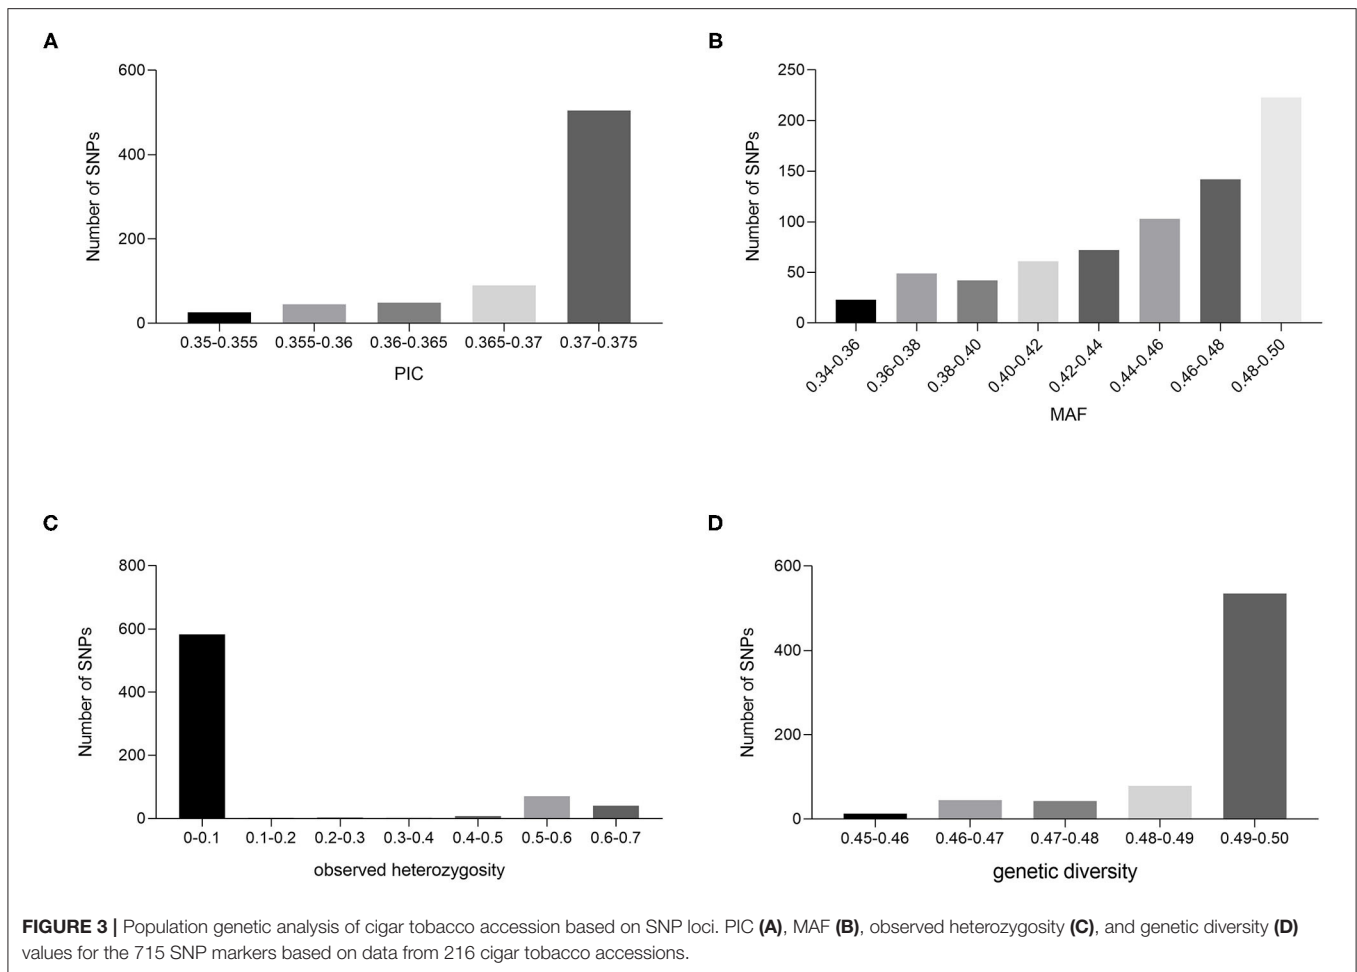 A
600
400
200
0
Number of SNPs
0.35-0.355 0.355-0.36 0.36-0.365 0.365-0.37 0.37-0.375
PIC
B
250
200
150
100
50
0
Number of SNPs
0.34-0.36 0.36-0.38 0.38-0.40 0.40-0.42 0.42-0.44 0.44-0.46 0.46-0.48 0.48-0.50
MAF
C
800
600
400
200
0
Number of SNPs
0-0.1 0.1-0.2 0.2-0.3 0.3-0.4 0.4-0.5 0.5-0.6 0.6-0.7
observed heterozygosity
D
600
400
200
0
Number of SNPs
0.45-0.46 0.46-0.47 0.47-0.48 0.48-0.49 0.49-0.50
genetic diversity
FIGURE 3 | Population genetic analysis of cigar tobacco accession based on SNP loci. PIC (A), MAF (B), observed heterozygosity (C), and genetic diversity (D)
values for the 715 SNP markers based on data from 216 cigar tobacco accessions.